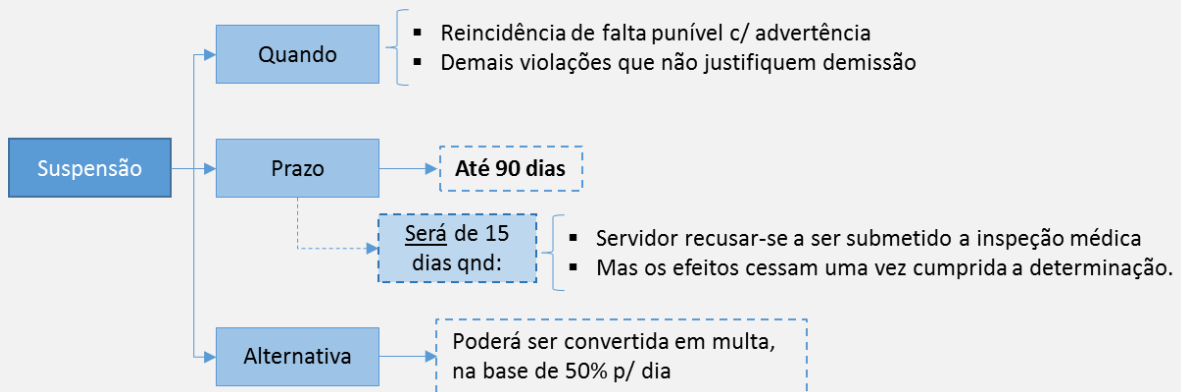 Suspensão
Quando
▪ Reincidência de falta punível c/ advertência
▪ Demais violações que não justifiquem demissão
Prazo
Até 90 dias
Será de 15
dias qnd:
▪ Servidor recusar-se a ser submetido a inspeção médica
▪ Mas os efeitos cessam uma vez cumprida a determinação.
Alternativa
Poderá ser convertida em multa,
na base de 50% p/ dia